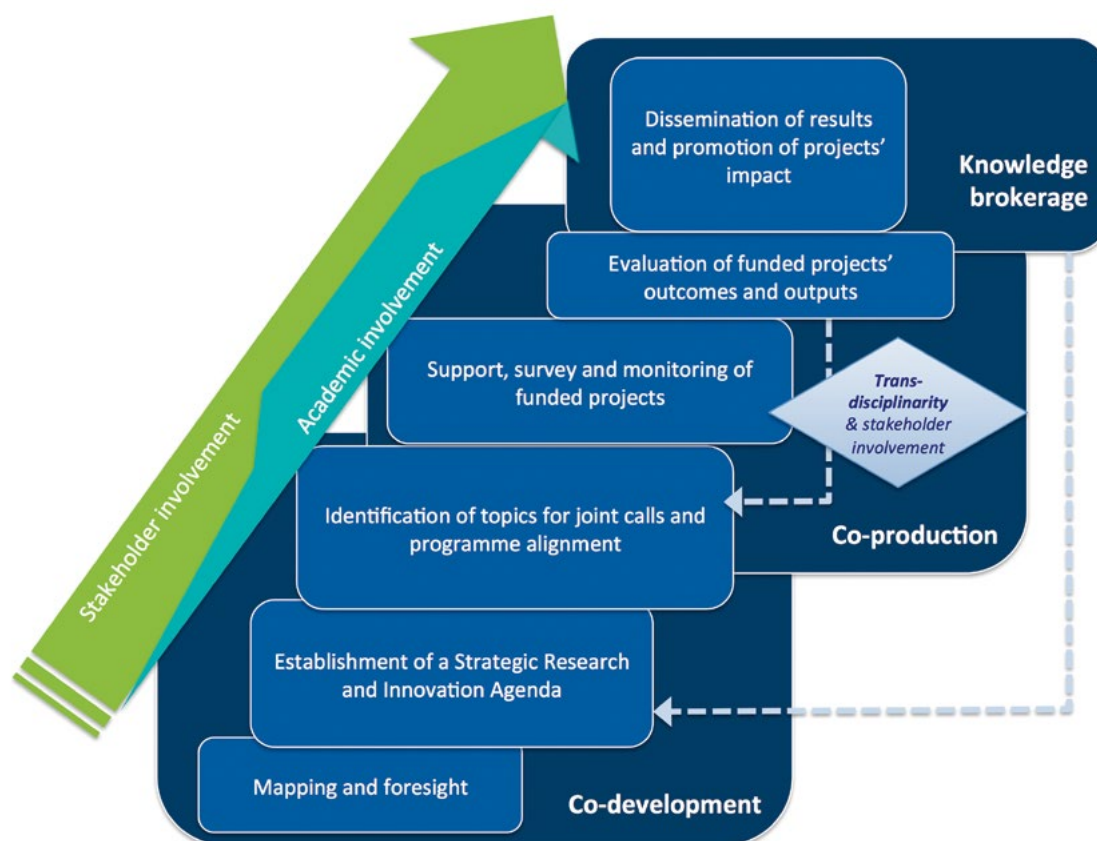 Dissemination of results
and promotion of projects’
impact
Knowledge
brokerage
Evaluation of funded projects’
outcomes and outputs
Support, survey and monitoring of
funded projects
Trans-
disciplinarity
& stakeholder
involvement
Identification of topics for joint calls and
programme alignment
Co-production
Establishment of a Strategic Research
and Innovation Agenda
Mapping and foresight
Co-development
Stakeholder involvement
Academic involvement